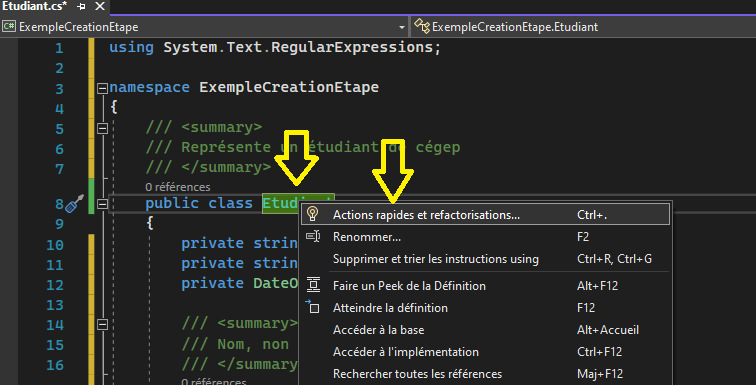 Etudiant.cs*
C# ExempleCreationEtape
ExempleCreationEtape.Etudiant
1 using System.Text.RegularExpressions;
2
3 namespace ExempleCreationEtape
4 {
5 /// <summary>
6 /// Représente un étudiant de cégep
7 /// </summary>
0 références
8 public class Etudiant
9 {
10 private string
11 private string
12 private DateO
13
14 /// <summary>
15 /// Nom, non
16 /// </summary>
0 références
Actions rapides et refactorisations... Ctrl+.
Renommer... F2
Supprimer et trier les instructions using Ctrl+R, Ctrl+G
Faire un Peek de la Définition Alt+F12
Atteindre la définition F12
Accéder à la base Alt+Accueil
Accéder à l'implémentation Ctrl+F12
Rechercher toutes les références Maj+F12